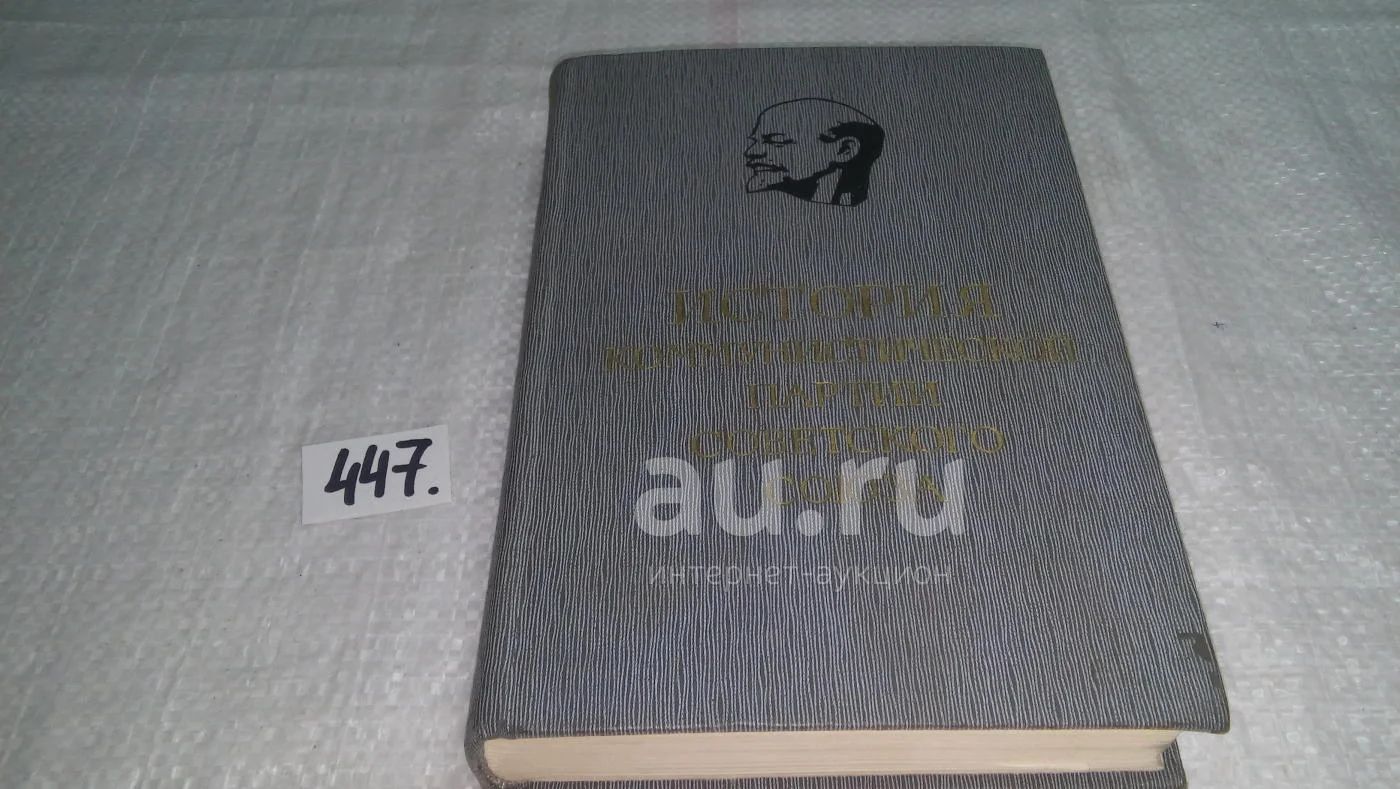 ИСТОРИЯ
КОММУНИСТИЧЕСКОЙ
ПАРТИИ
СОВЕТСКОГО
СОЮЗА
447.
au.ru
интернет-аукцион